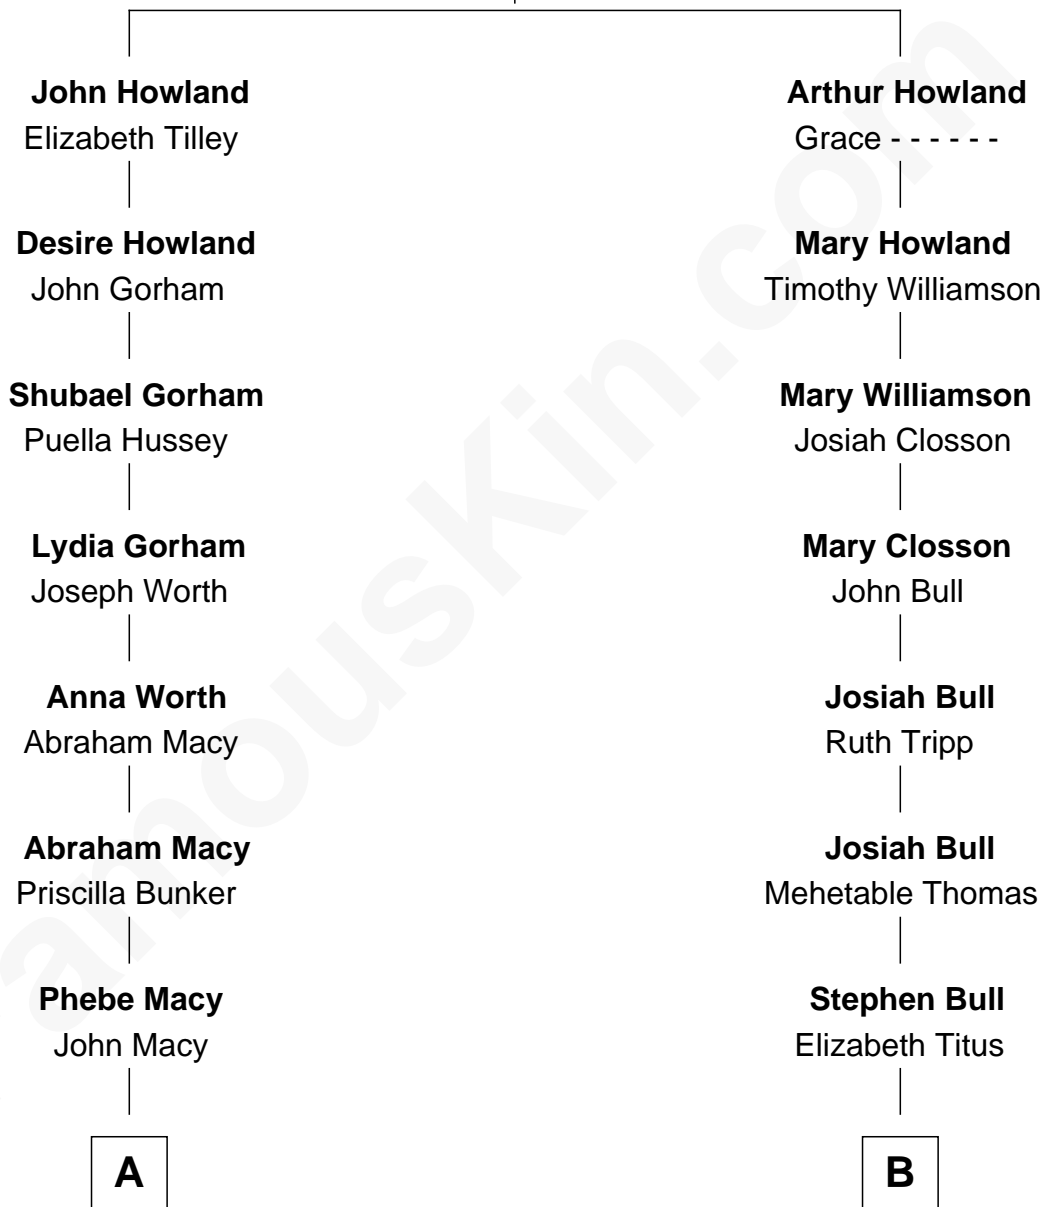 John Howland
Elizabeth Tilley
Arthur Howland
Grace - - - - - -
Desire Howland
John Gorham
Mary Howland
Timothy Williamson
Shubael Gorham
Puella Hussey
Mary Williamson
Josiah Closson
Lydia Gorham
Joseph Worth
Mary Closson
John Bull
Anna Worth
Abraham Macy
Josiah Bull
Ruth Tripp
Abraham Macy
Priscilla Bunker
Josiah Bull
Mehetable Thomas
Phebe Macy
John Macy
Stephen Bull
Elizabeth Titus
A
B
amouskin.com